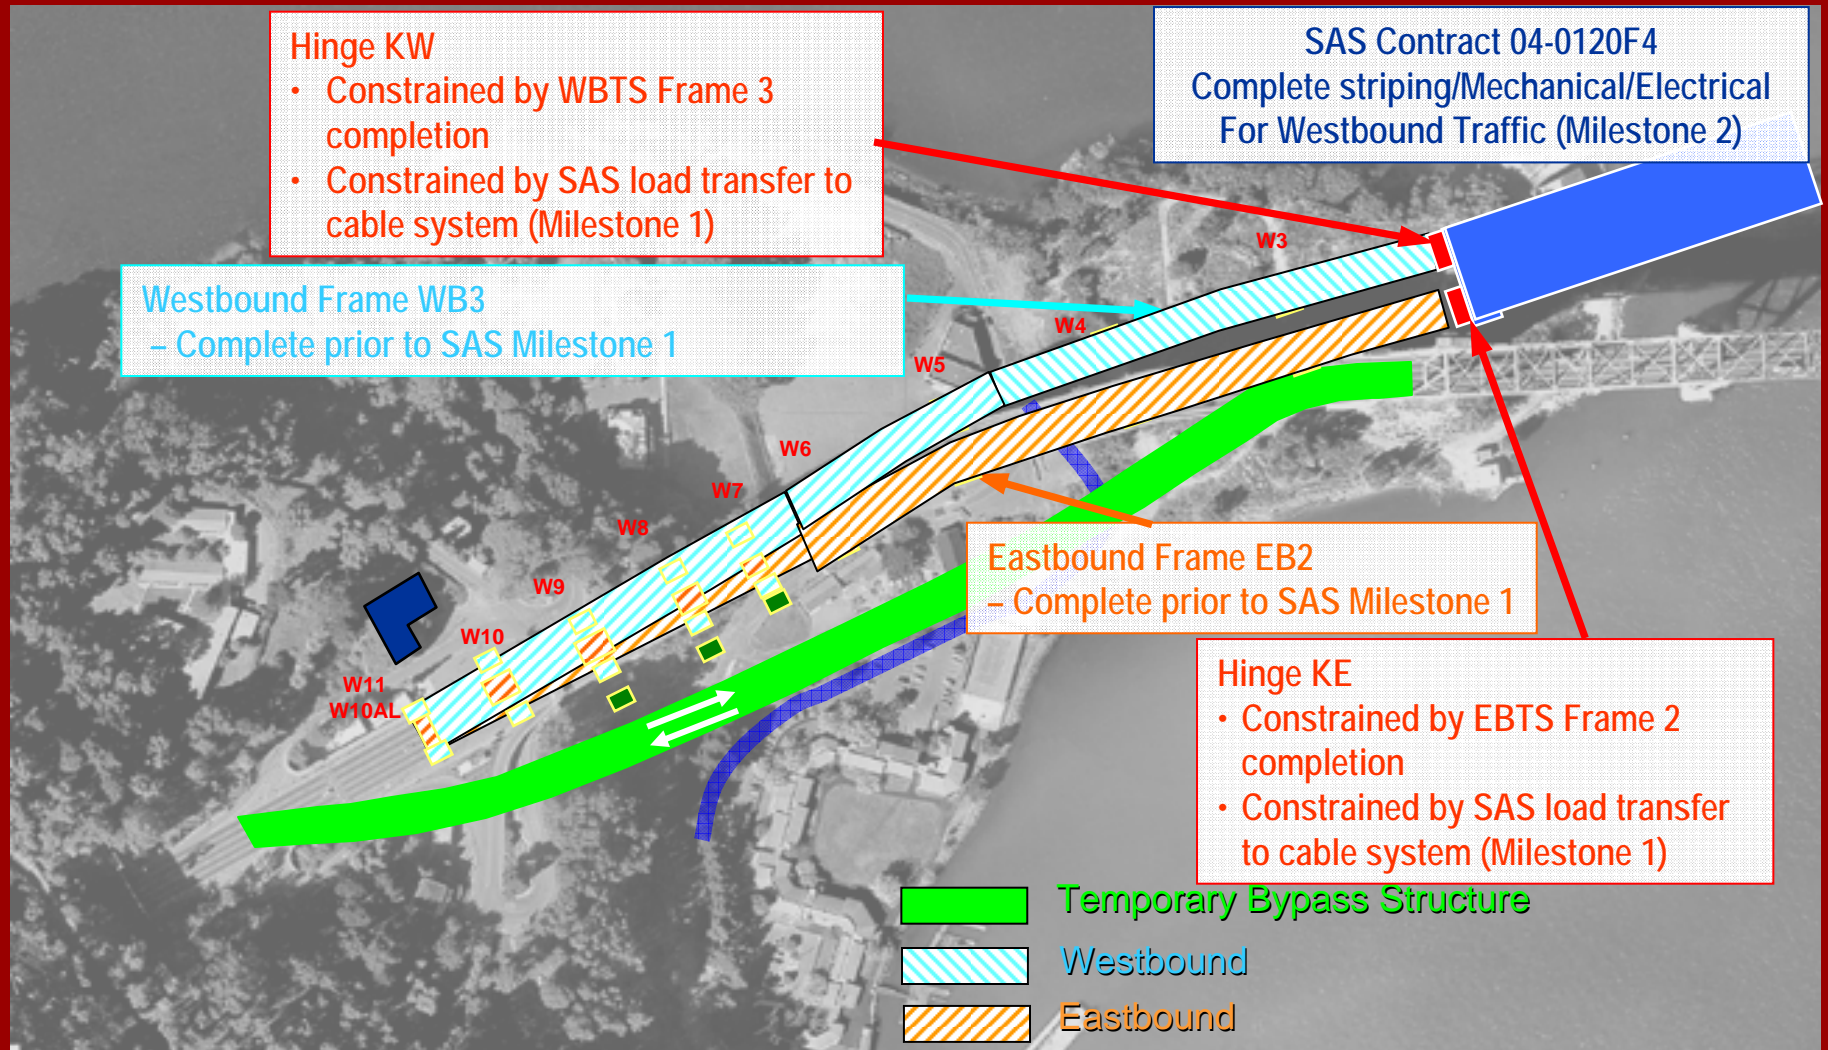 Hinge KW
• Constrained by WBTS Frame 3
completion
• Constrained by SAS load transfer to
cable system (Milestone 1)
SAS Contract 04-0120F4
Complete striping/Mechanical/Electrical
For Westbound Traffic (Milestone 2)
Westbound Frame WB3
– Complete prior to SAS Milestone 1
W3
W4
W5
W6
W7
W8
W9
W10
W11
W10AL
Eastbound Frame EB2
– Complete prior to SAS Milestone 1
Hinge KE
• Constrained by EBTS Frame 2
completion
• Constrained by SAS load transfer
to cable system (Milestone 1)
Temporary Bypass Structure
Westbound
Eastbound